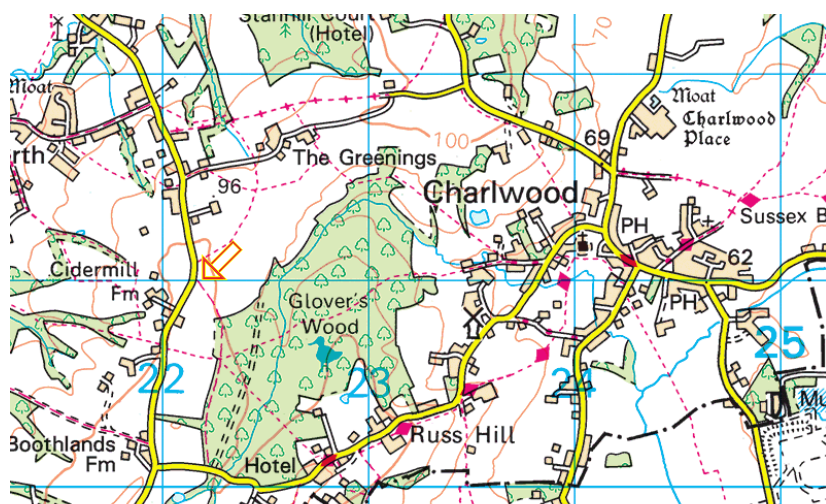 Stanhill Court
(Hotel)
70
Moat
Moat
Charlwood
Place
100
69
rth
The Greenings
96
Charlwood
PH
Sussex B
Cidermill
Fm
62
Glover's
Wood
PH
22
23
24
25
Mu
Boothlands
Fm
Russ Hill
Hotel